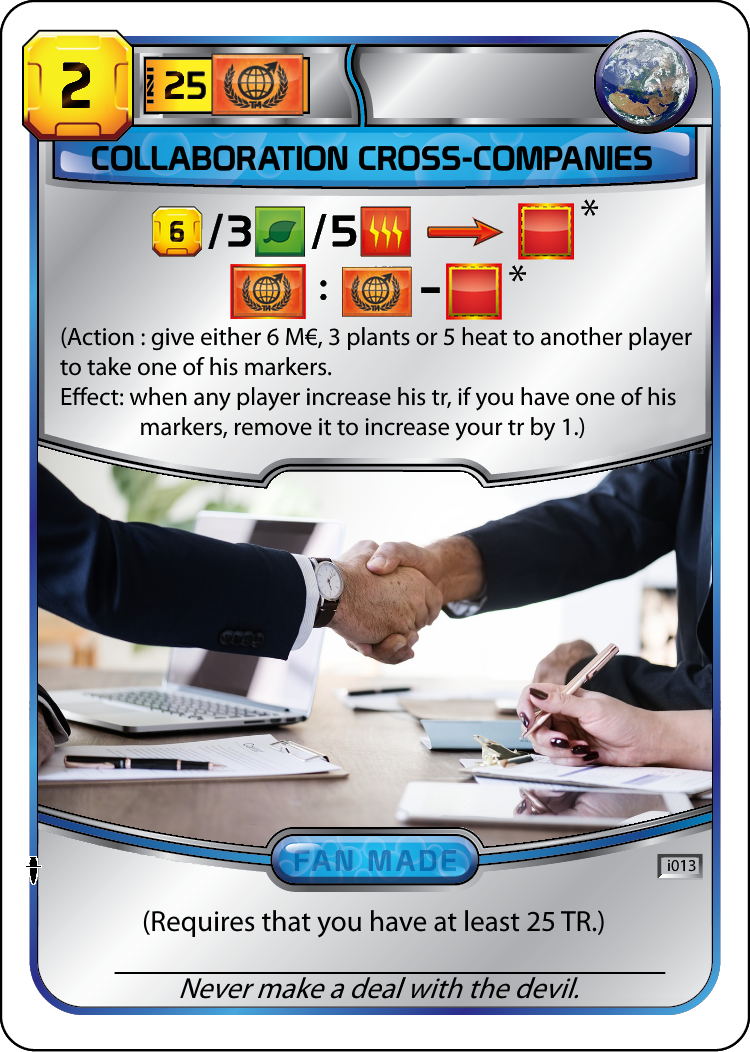 2
25
TM
COLLABORATION CROSS-COMPANIES
6 /3 /5 *
TM : TM - *
(Action : give either 6 M€, 3 plants or 5 heat to another player
to take one of his markers.
Effect: when any player increase his tr, if you have one of his
markers, remove it to increase your tr by 1.)
FAN MADE
i013
(Requires that you have at least 25 TR.)
Never make a deal with the devil.